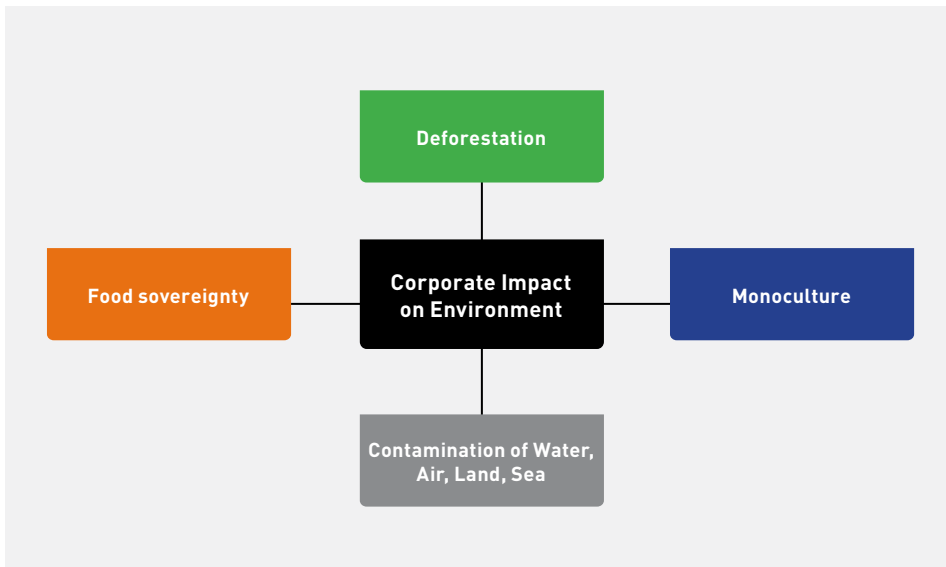 Deforestation
Food sovereignty
Corporate Impact
on Environment
Monoculture
Contamination of Water,
Air, Land, Sea